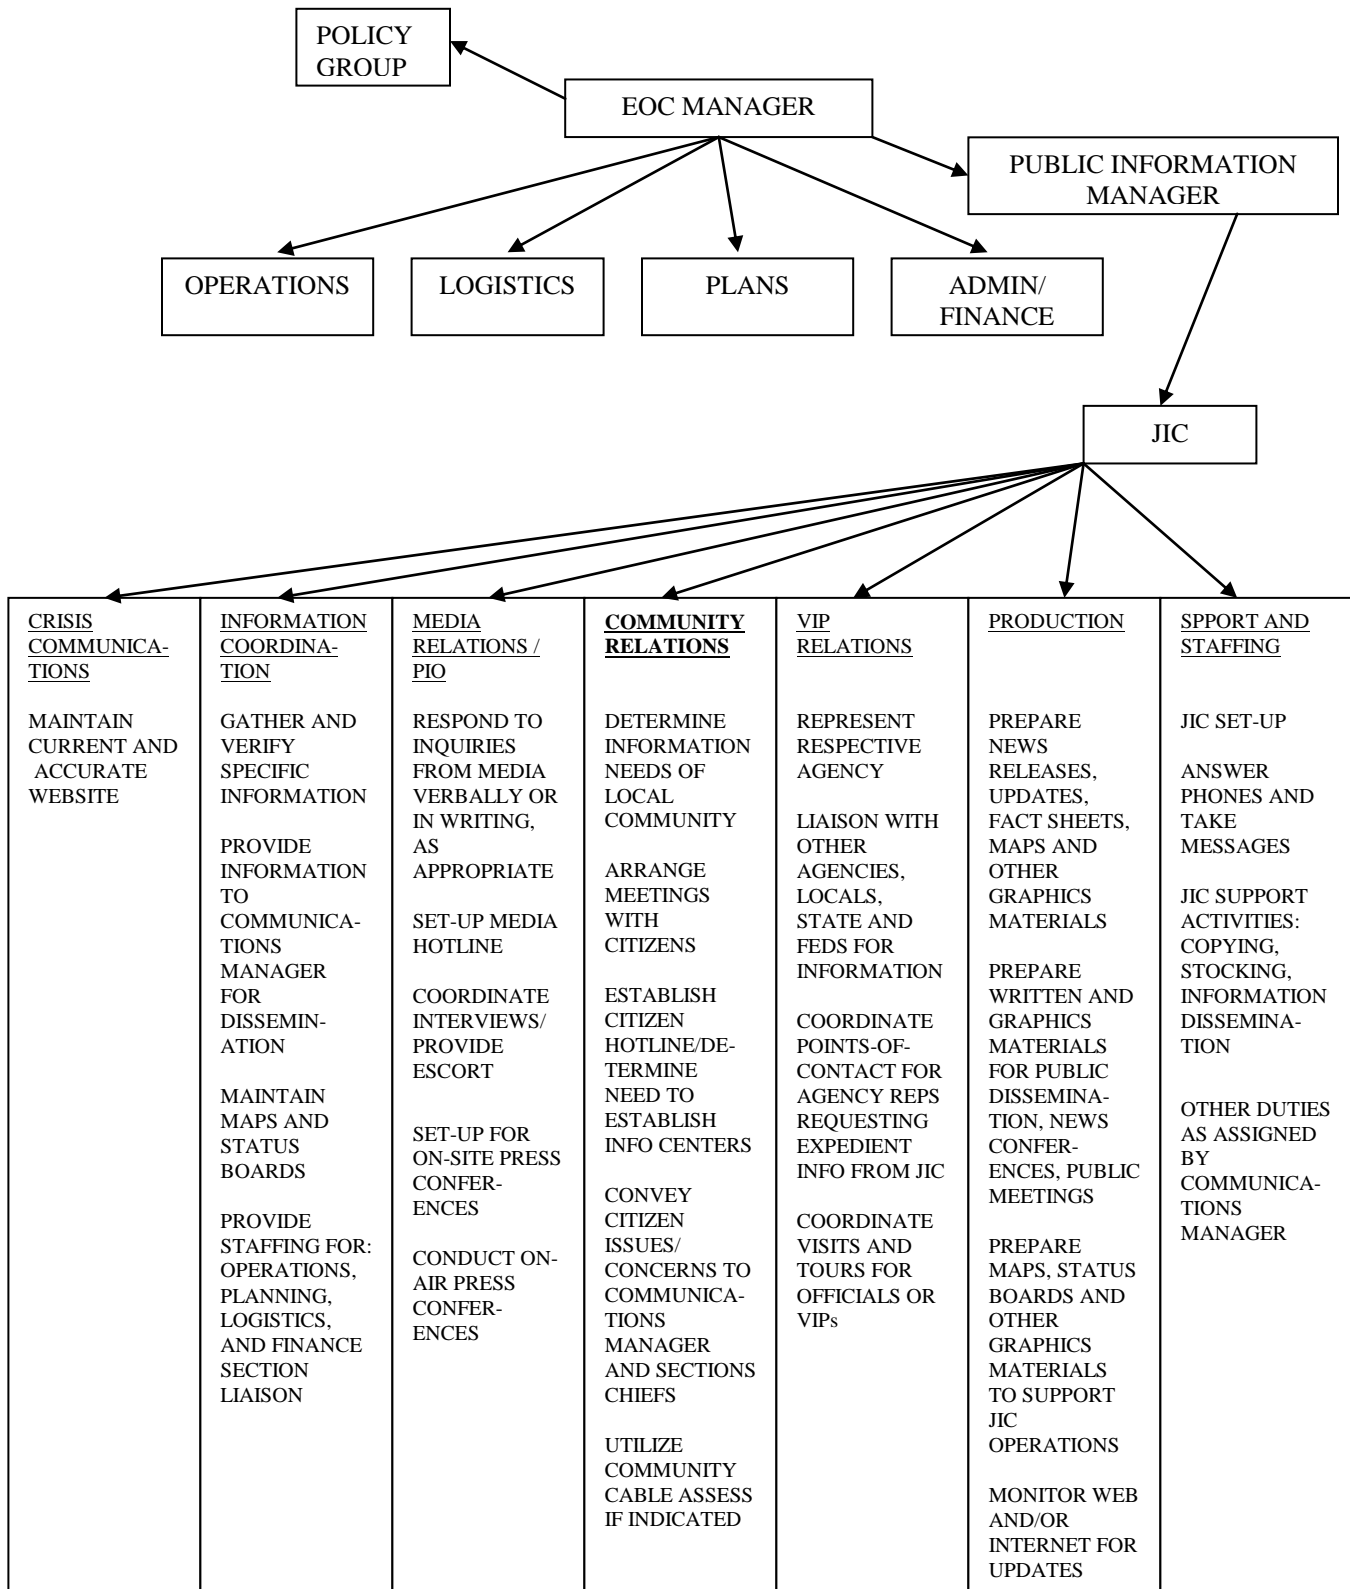 POLICY
GROUP
EOC MANAGER
PUBLIC INFORMATION
MANAGER
OPERATIONS
LOGISTICS
PLANS
ADMIN/
FINANCE
JIC
CRISIS
COMMUNICA-
TIONS
MAINTAIN
CURRENT AND
ACCURATE
WEBSITE
INFORMATION
COORDINA-
TION
GATHER AND
VERIFY
SPECIFIC
INFORMATION
PROVIDE
INFORMATION
TO
COMMUNICA-
TIONS
MANAGER
FOR
DISSEMIN-
ATION
MAINTAIN
MAPS AND
STATUS
BOARDS
PROVIDE
STAFFING FOR:
OPERATIONS,
PLANNING,
LOGISTICS,
AND FINANCE
SECTION
LIAISON
MEDIA
RELATIONS /
PIO
RESPOND TO
INQUIRIES
FROM MEDIA
VERBALLY OR
IN WRITING,
AS
APPROPRIATE
SET-UP MEDIA
HOTLINE
COORDINATE
INTERVIEWS/
PROVIDE
ESCORT
SET-UP FOR
ON-SITE PRESS
CONFER-
ENCES
CONDUCT ON-
AIR PRESS
CONFER-
ENCES
COMMUNITY
RELATIONS
DETERMINE
INFORMATION
NEEDS OF
LOCAL
COMMUNITY
ARRANGE
MEETINGS
WITH
CITIZENS
ESTABLISH
CITIZEN
HOTLINE/DE-
TERMINE
NEED TO
ESTABLISH
INFO CENTERS
CONVEY
CITIZEN
ISSUES/
CONCERNS TO
COMMUNICA-
TIONS
MANAGER
AND SECTIONS
CHIEFS
UTILIZE
COMMUNITY
CABLE ASSESS
IF INDICATED
VIP
RELATIONS
REPRESENT
RESPECTIVE
AGENCY
LIAISON WITH
OTHER
AGENCIES,
LOCALS,
STATE AND
FEDS FOR
INFORMATION
COORDINATE
POINTS-OF-
CONTACT FOR
AGENCY REPS
REQUESTING
EXPEDIENT
INFO FROM JIC
COORDINATE
VISITS AND
TOURS FOR
OFFICIALS OR
VIPs
PRODUCTION
PREPARE
NEWS
RELEASES,
UPDATES,
FACT SHEETS,
MAPS AND
OTHER
GRAPHICS
MATERIALS
PREPARE
WRITTEN AND
GRAPHICS
MATERIALS
FOR PUBLIC
DISSEMINA-
TION, NEWS
CONFER-
ENCES, PUBLIC
MEETINGS
PREPARE
MAPS, STATUS
BOARDS AND
OTHER
GRAPHICS
MATERIALS
TO SUPPORT
JIC
OPERATIONS
MONITOR WEB
AND/OR
INTERNET FOR
UPDATES
SPPORT AND
STAFFING
JIC SET-UP
ANSWER
PHONES AND
TAKE
MESSAGES
JIC SUPPORT
ACTIVITIES:
COPYING,
STOCKING,
INFORMATION
DISSEMINA-
TION
OTHER DUTIES
AS ASSIGNED
BY
COMMUNICA-
TIONS
MANAGER